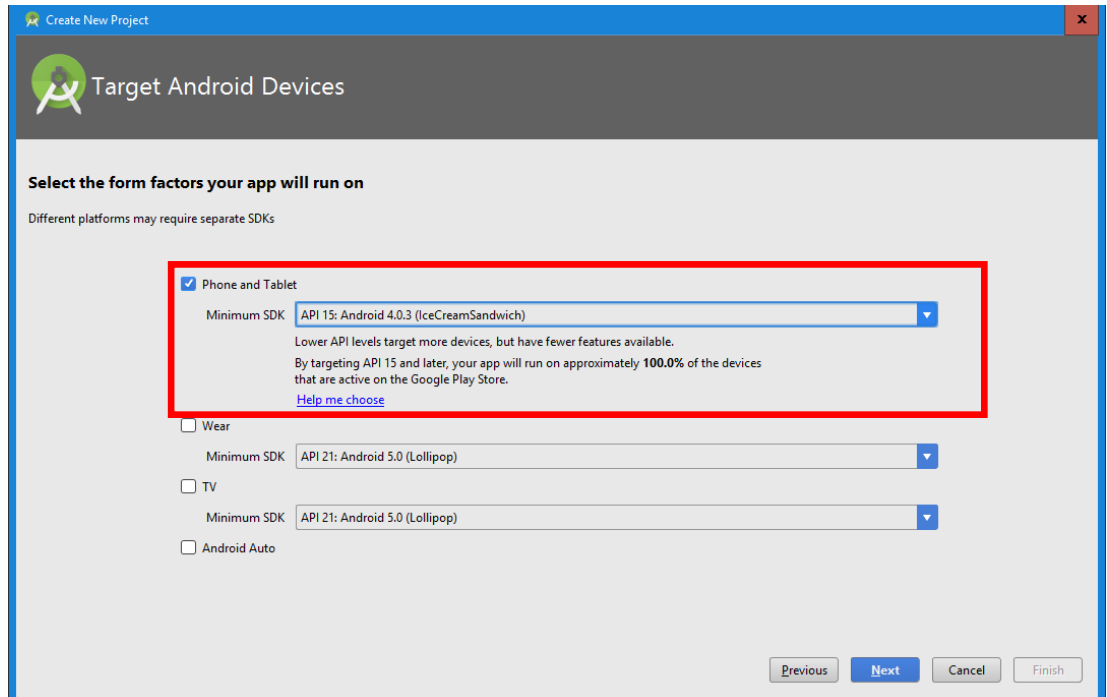 Create New Project
x
Target Android Devices
Select the form factors your app will run on
Different platforms may require separate SDKs
Phone and Tablet
Minimum SDK API 15: Android 4.0.3 (IceCreamSandwich)
Lower API levels target more devices, but have fewer features available.
By targeting API 15 and later, your app will run on approximately 100.0% of the devices
that are active on the Google Play Store.
Help me choose
Wear
Minimum SDK API 21: Android 5.0 (Lollipop)
TV
Minimum SDK API 21: Android 5.0 (Lollipop)
Android Auto
Previous Next Cancel Finish